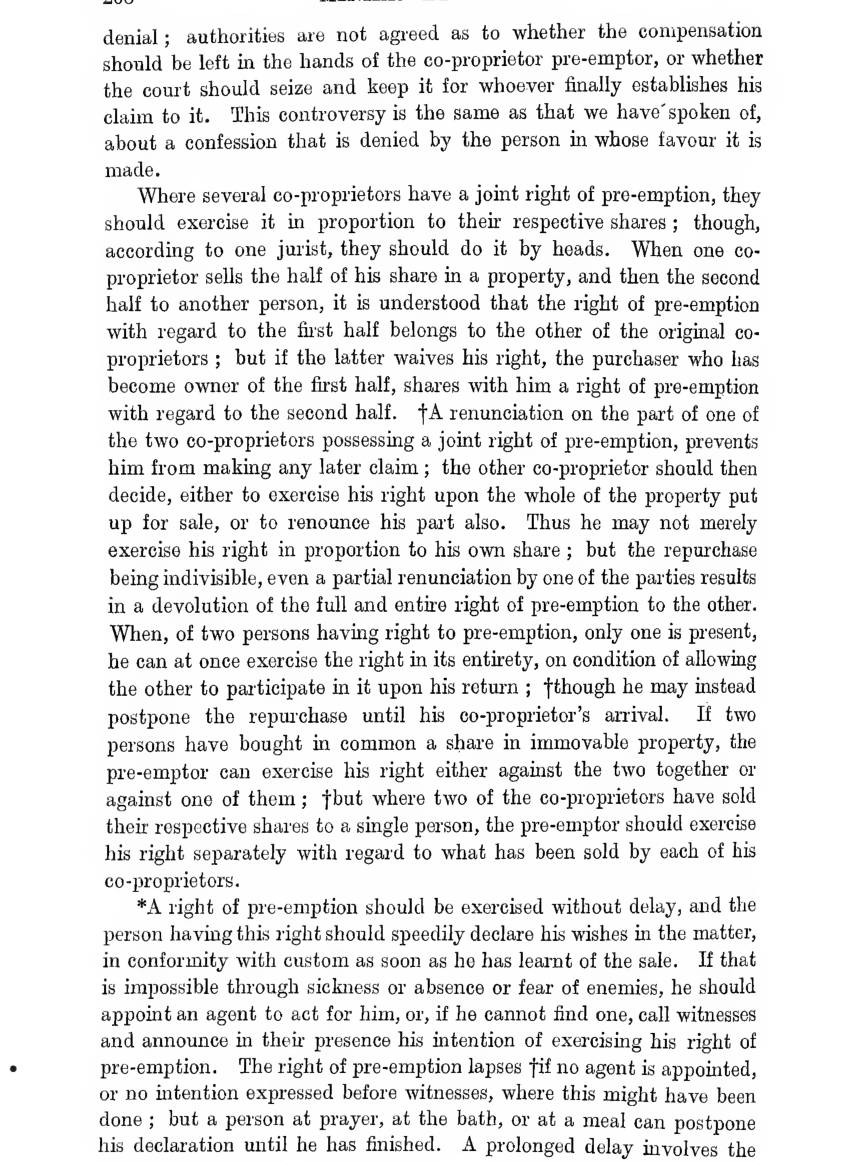 denial ; authorities are not agreed as to whether the compensation
should be left in the hands of the co-proprietor pre-emptor, or whether
the court should seize and keep it for whoever finally establishes his
claim to it. This controversy is the same as that we have spoken of,
about a confession that is denied by the person in whose favour it is
made.
Where several co-proprietors have a joint right of pre-emption, they
should exercise it in proportion to their respective shares ; though,
according to one jurist, they should do it by heads. When one co-
proprietor sells the half of his share in a property, and then the second
half to another person, it is understood that the right of pre-emption
with regard to the first half belongs to the other of the original co-
proprietors ; but if the latter waives his right, the purchaser who has
become owner of the first half, shares with him a right of pre-emption
with regard to the second half. †A renunciation on the part of one of
the two co-proprietors possessing a joint right of pre-emption, prevents
him from making any later claim ; the other co-proprietor should then
decide, either to exercise his right upon the whole of the property put
up for sale, or to renounce his part also. Thus he may not merely
exercise his right in proportion to his own share ; but the repurchase
being indivisible, even a partial renunciation by one of the parties results
in a devolution of the full and entire right of pre-emption to the other.
When, of two persons having right to pre-emption, only one is present,
he can at once exercise the right in its entirety, on condition of allowing
the other to participate in it upon his return ; †though he may instead
postpone the repurchase until his co-proprietor's arrival. If two
persons have bought in common a share in immovable property, the
pre-emptor can exercise his right either against the two together or
against one of them ; †but where two of the co-proprietors have sold
their respective shares to a single person, the pre-emptor should exercise
his right separately with regard to what has been sold by each of his
co-proprietors.
*A right of pre-emption should be exercised without delay, and the
person having this right should speedily declare his wishes in the matter,
in conformity with custom as soon as he has learnt of the sale. If that
is impossible through sickness or absence or fear of enemies, he should
appoint an agent to act for him, or, if he cannot find one, call witnesses
and announce in their presence his intention of exercising his right of
pre-emption. The right of pre-emption lapses †if no agent is appointed,
or no intention expressed before witnesses, where this might have been
done ; but a person at prayer, at the bath, or at a meal can postpone
his declaration until he has finished. A prolonged delay involves the